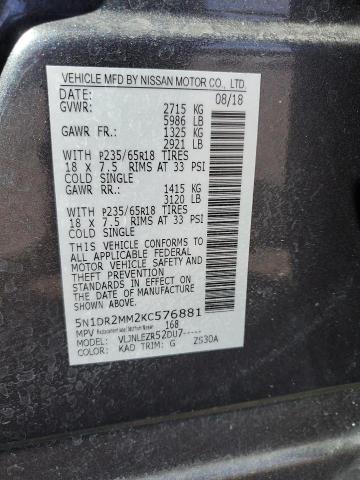 VEHICLE MFD BY NISSAN MOTOR CO., LTD.
DATE: 08/18
GVWR: 2715 KG
5986 LB
GAWR FR.: 1325 KG
2921 LB
WITH P235/65R18 TIRES
18 X 7.5 RIMS AT 33 PSI
COLD SINGLE
GAWR RR.: 1415 KG
3120 LB
WITH P235/65R18 TIRES
18 X 7.5 RIMS AT 33 PSI
COLD SINGLE
THIS VEHICLE CONFORMS TO
ALL APPLICABLE FEDERAL
MOTOR VEHICLE SAFETY AND
THEFT PREVENTION
STANDARDS IN EFFECT ON
THE DATE OF MANUFACTURE
SHOWN ABOVE.
5N1DR2MM2KC576881
MPV 168
MODEL: VLJNLEZR52DU7-----
COLOR: KAD TRIM: G ZS30A